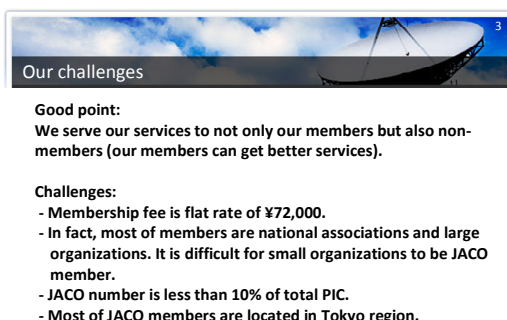 3
Our challenges
Good point:
We serve our services to not only our members but also non-
members (our members can get better services).
Challenges:
- Membership fee is flat rate of ¥72,000.
- In fact, most of members are national associations and large
organizations. It is difficult for small organizations to be JACO
member.
- JACO number is less than 10% of total PIC.
- Most of JACO members are located in Tokyo region.